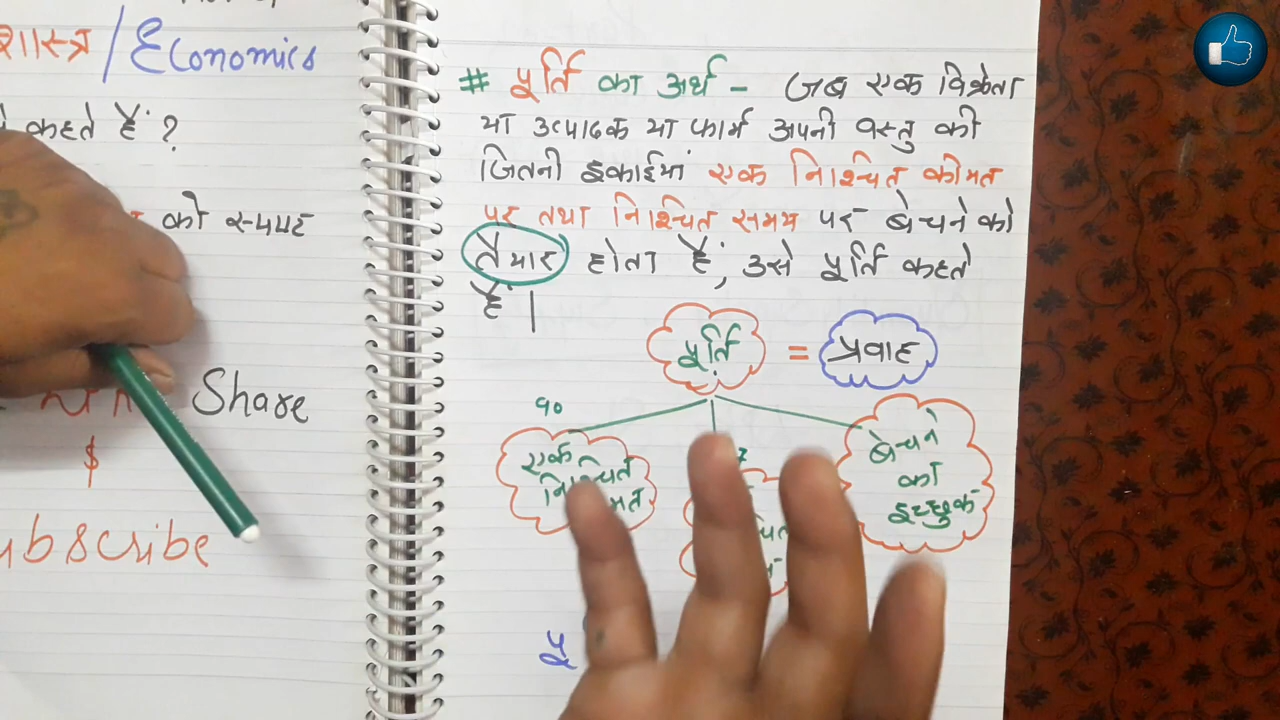 शास्त्र / Economics
कहते हैं ?
को स्पष्ट
Share
$
ubscribe
# पूर्ति का अर्थ - जब एक विक्रेता
या उत्पादक या फार्म अपनी वस्तु की
जितनी इकाईयां एक निश्चित कीमत
पर तथा निश्चित समय पर बेचने को
तैयार होता है, उसे पूर्ति कहते
हैं |
पूर्ति = प्रवाह
१०
एक
बेचने
का
इच्छुक
पू